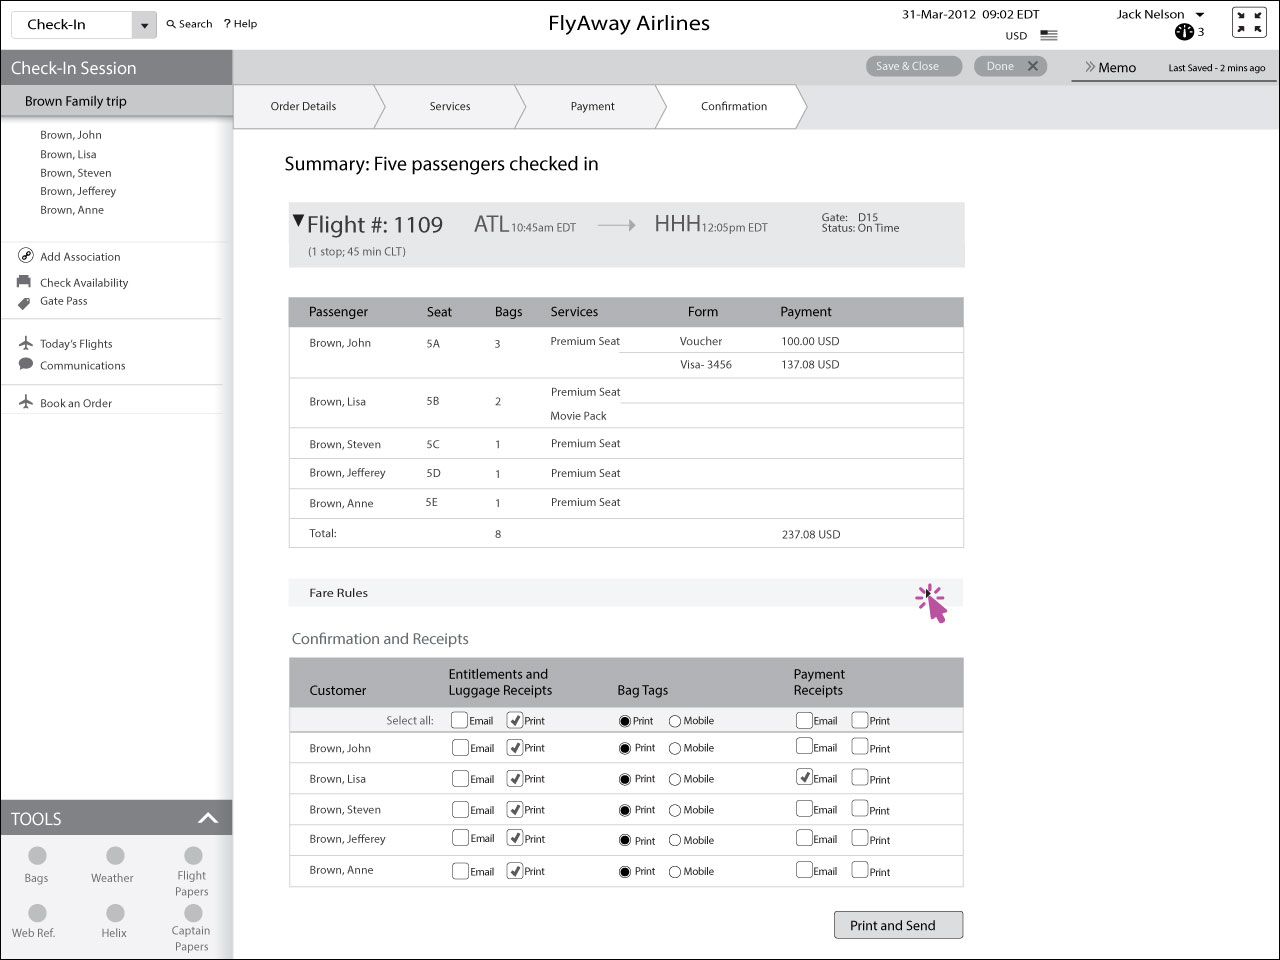 Check-In
Search
? Help
FlyAway Airlines
31-Mar-2012 09:02 EDT
USD
Jack Nelson
3
Check-In Session
Save & Close
Done
Memo
Last Saved - 2 mins ago
Brown Family trip
Order Details
Services
Payment
Confirmation
Brown, John
Brown, Lisa
Brown, Steven
Brown, Jefferey
Brown, Anne
Add Association
Check Availability
Gate Pass
Today's Flights
Communications
Book an Order
Summary: Five passengers checked in
Flight #: 1109 ATL 10:45am EDT HHH 12:05pm EDT
Gate: D15
Status: On Time
(1 stop; 45 min CLT)
Passenger Seat Bags Services Form Payment
Brown, John 5A 3 Premium Seat Voucher 100.00 USD
Visa- 3456 137.08 USD
Brown, Lisa 5B 2 Premium Seat
Movie Pack
Brown, Steven 5C 1 Premium Seat
Brown, Jefferey 5D 1 Premium Seat
Brown, Anne 5E 1 Premium Seat
Total: 8 237.08 USD
Fare Rules
Confirmation and Receipts
Customer
Entitlements and
Luggage Receipts
Bag Tags
Payment
Receipts
Select all: Email Print Print Mobile Email Print
Brown, John Email Print Print Mobile Email Print
Brown, Lisa Email Print Print Mobile Email Print
Brown, Steven Email Print Print Mobile Email Print
Brown, Jefferey Email Print Print Mobile Email Print
Brown, Anne Email Print Print Mobile Email Print
Print and Send
TOOLS
Bags
Weather
Flight
Papers
Web Ref.
Helix
Captain
Papers